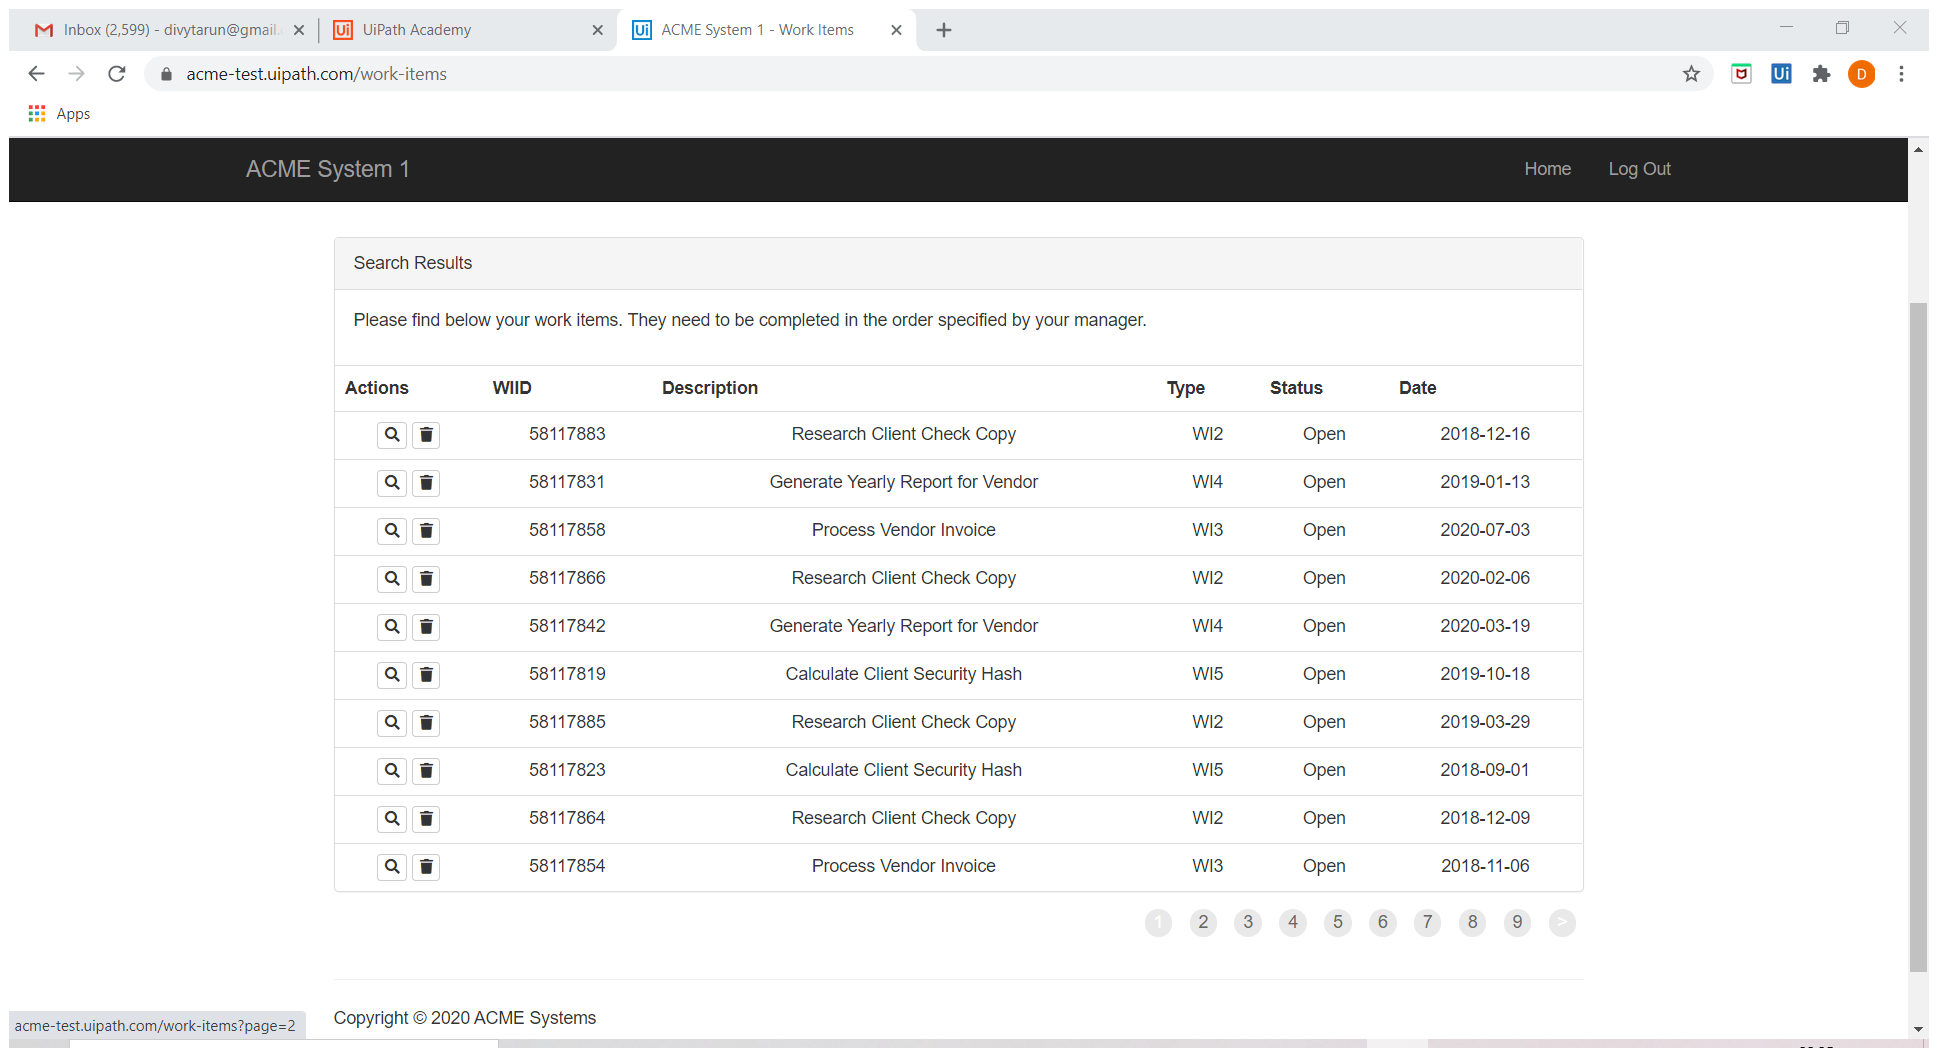 Inbox (2,599) - divytarun@gmail.
UiPath Academy
ACME System 1 - Work Items
acme-test.uipath.com/work-items
D
Apps
ACME System 1 Home Log Out
Search Results
Please find below your work items. They need to be completed in the order specified by your manager.
Actions WIID Description Type Status Date
58117883 Research Client Check Copy WI2 Open 2018-12-16
58117831 Generate Yearly Report for Vendor WI4 Open 2019-01-13
58117858 Process Vendor Invoice WI3 Open 2020-07-03
58117866 Research Client Check Copy WI2 Open 2020-02-06
58117842 Generate Yearly Report for Vendor WI4 Open 2020-03-19
58117819 Calculate Client Security Hash WI5 Open 2019-10-18
58117885 Research Client Check Copy WI2 Open 2019-03-29
58117823 Calculate Client Security Hash WI5 Open 2018-09-01
58117864 Research Client Check Copy WI2 Open 2018-12-09
58117854 Process Vendor Invoice WI3 Open 2018-11-06
1 2 3 4 5 6 7 8 9 >
Copyright © 2020 ACME Systems
acme-test.uipath.com/work-items?page=2